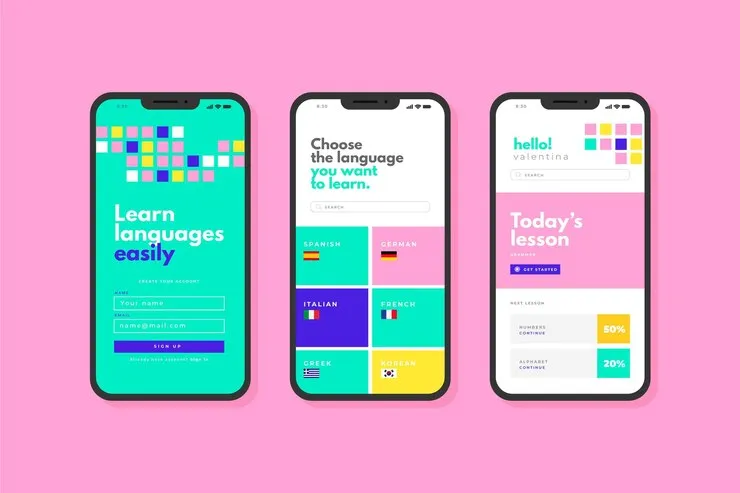 8:30
Learn
languages
easily
CREATE YOUR ACCOUNT
NAME
Your name
EMAIL
name@mail.com
SIGN UP
Already have account? Sign in
8:30
Choose
the language
you want
to learn.
SEARCH
SPANISH
GERMAN
ITALIAN
FRENCH
GREEK
KOREAN
8:30
hello!
valentina
SEARCH
Today's
lesson
GRAMMAR
GET STARTED
NEXT LESSON
NUMBERS
CONTINUE
50%
ALPHABET
CONTINUE
20%